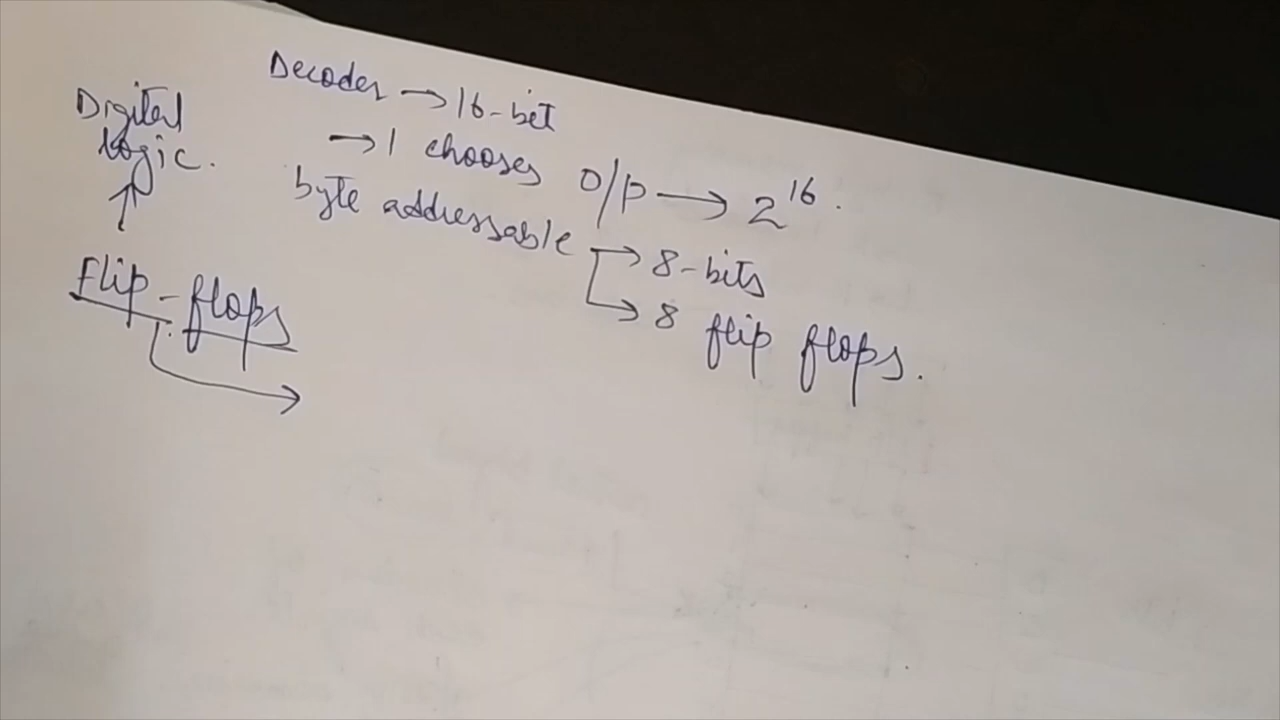 Decoder → 16-bit
→ 1 chooses O/P → 2^16.
byte addressable → 8-bits
→ 8 flip flops.
Digital
logic.
↑
Flip-flops →